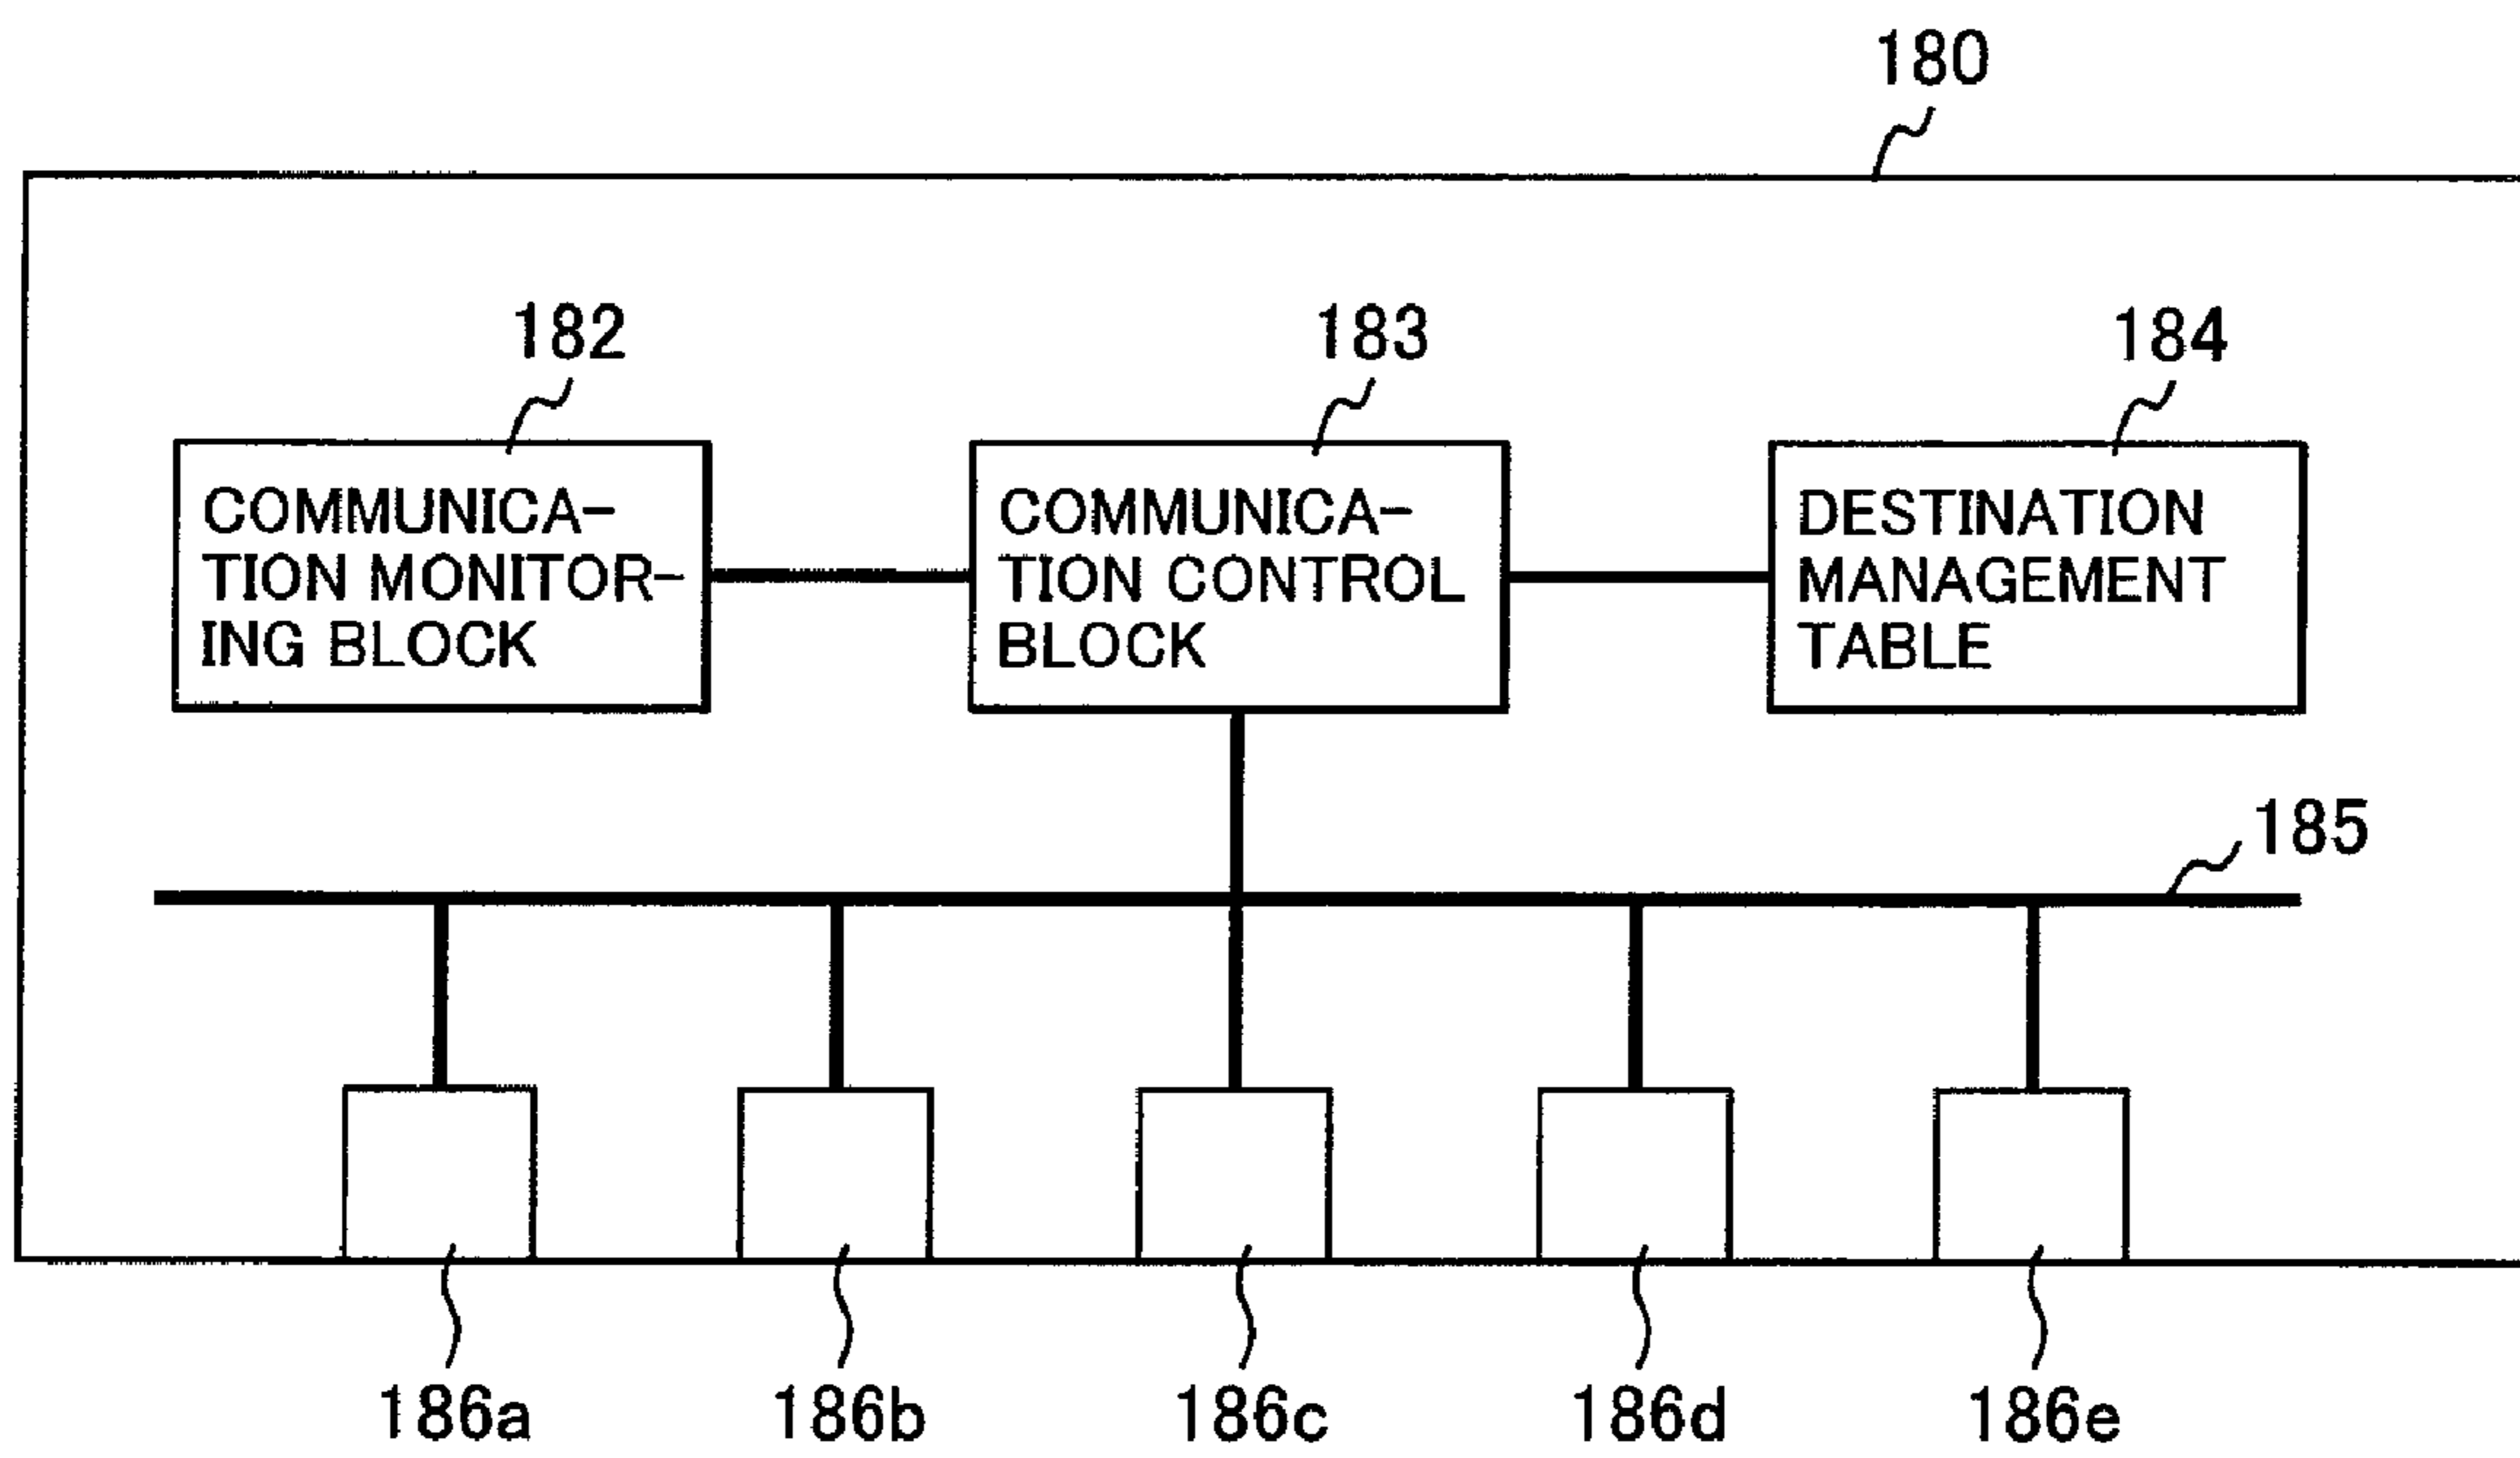 180
182
183
184
COMMUNICA-
TION MONITOR-
ING BLOCK
COMMUNICA-
TION CONTROL
BLOCK
DESTINATION
MANAGEMENT
TABLE
185
186a
186b
186c
186d
186e